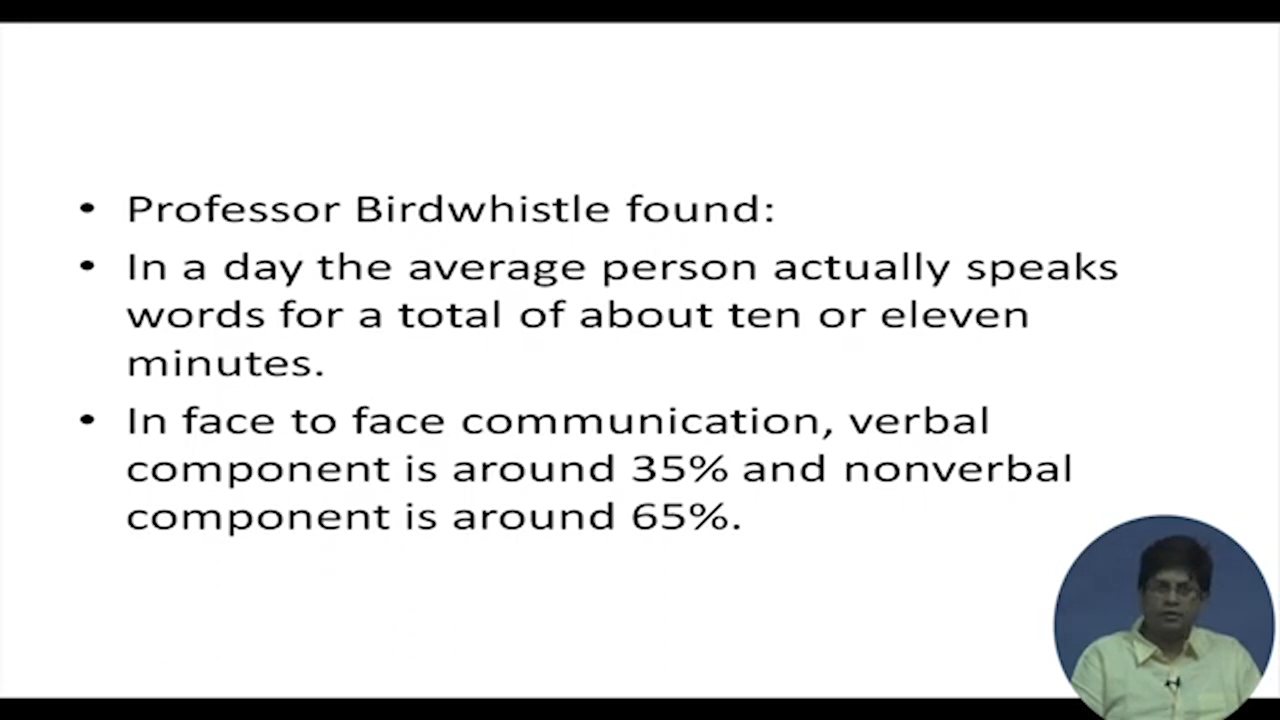 • Professor Birdwhistle found:
• In a day the average person actually speaks
words for a total of about ten or eleven
minutes.
• In face to face communication, verbal
component is around 35% and nonverbal
component is around 65%.